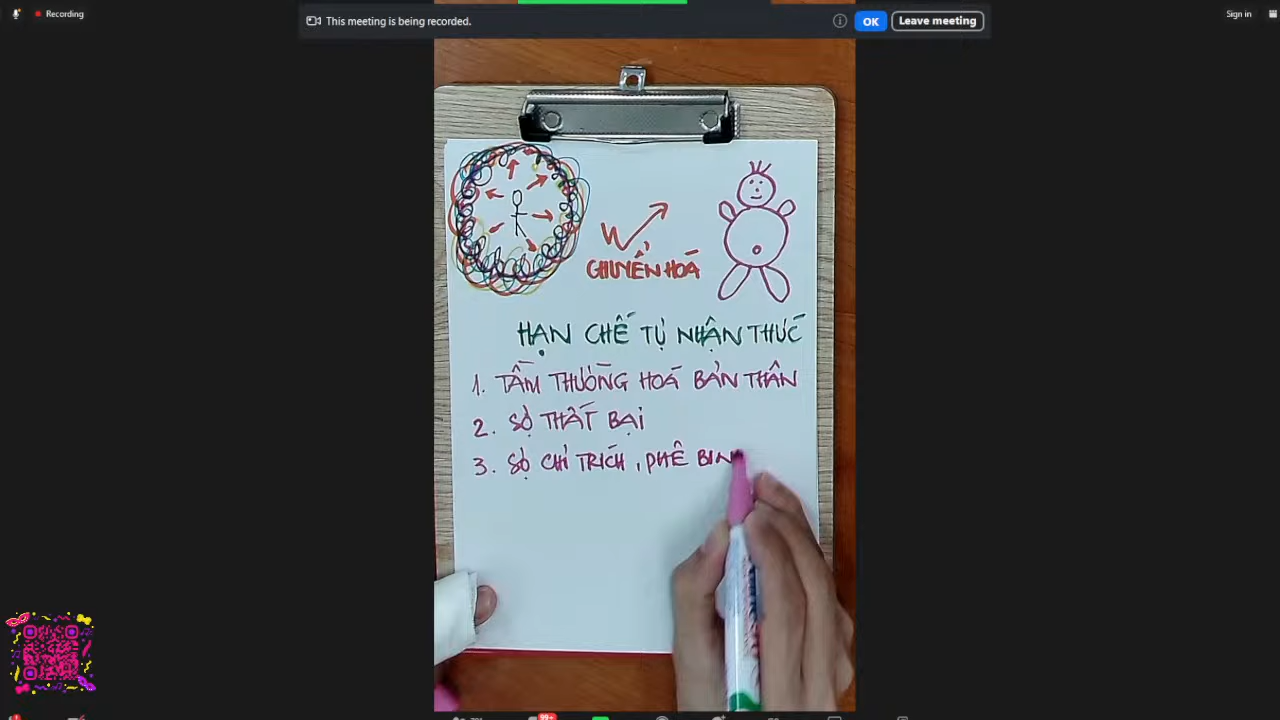 Recording
This meeting is being recorded.
OK
Leave meeting
Sign in
CHUYỂN HOÁ
HẠN CHẾ TỰ NHẬN THỨC
1. TẦM THƯỜNG HOÁ BẢN THÂN
2. SỢ THẤT BẠI
3. SỢ CHỈ TRÍCH, PHÊ BIN
99+